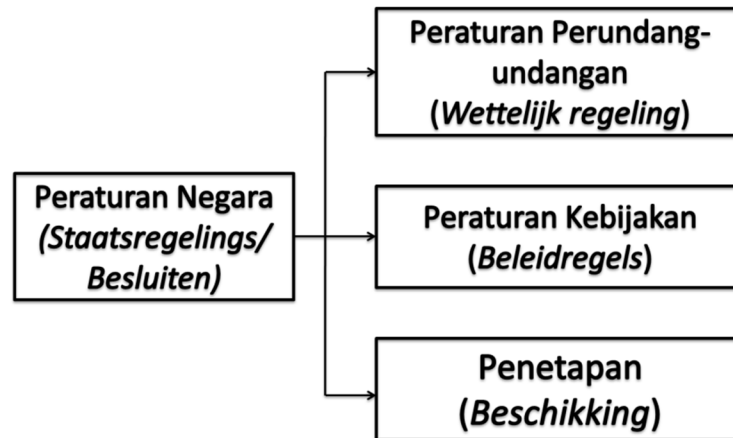 Peraturan Perundang-
undangan
(Wettelijk regeling)
Peraturan Negara
(Staatsregelings/
Besluiten)
Peraturan Kebijakan
(Beleidregels)
Penetapan
(Beschikking)